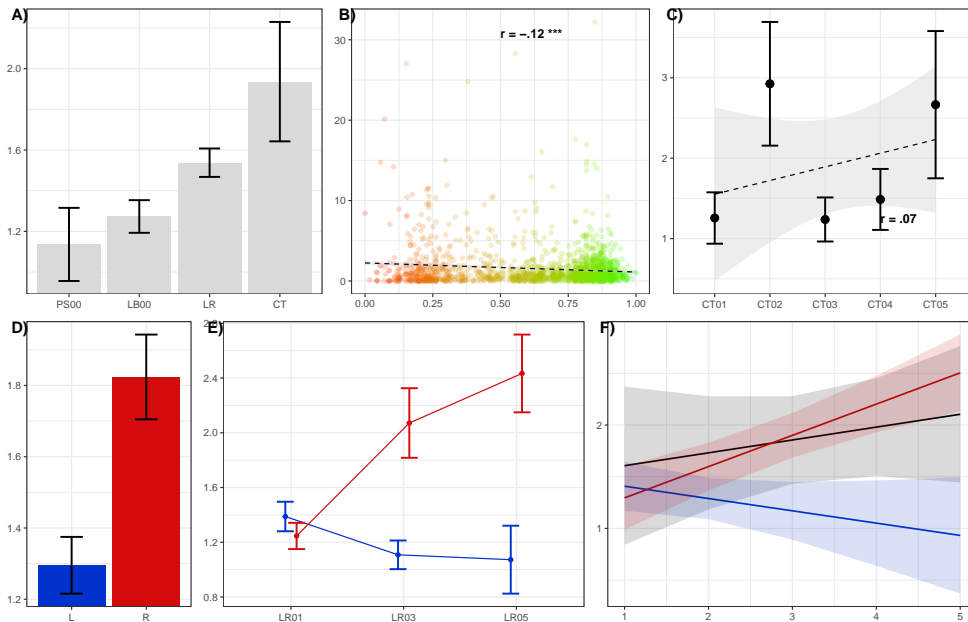 A)
2.0
1.6
1.2
PS00 LB00 LR CT
B)
r = −.12 ***
30
20
10
0
0.00 0.25 0.50 0.75 1.00
C)
3
2
1
r = .07
CT01 CT02 CT03 CT04 CT05
D)
1.8
1.6
1.4
1.2
L R
E)
2.8
2.4
2.0
1.6
1.2
0.8
LR01 LR03 LR05
F)
2
1
1 2 3 4 5